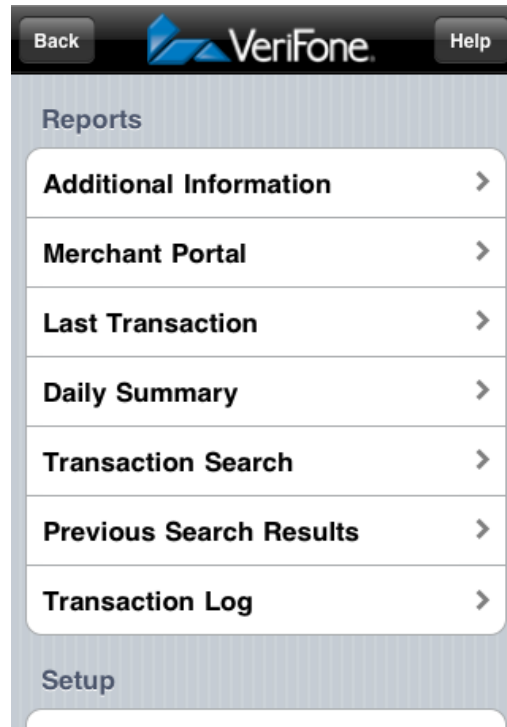 Back VeriFone. Help
Reports
Additional Information
Merchant Portal
Last Transaction
Daily Summary
Transaction Search
Previous Search Results
Transaction Log
Setup